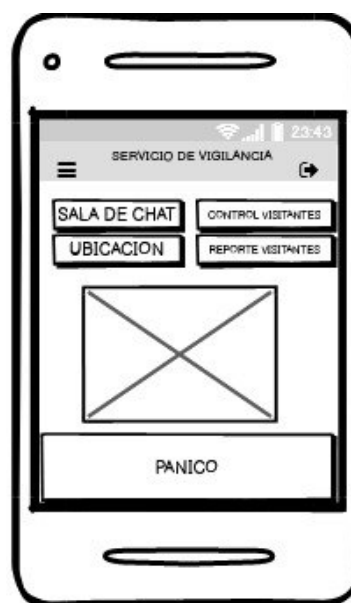 23:43
SERVICIO DE VIGILANCIA
SALA DE CHAT
CONTROL VISITANTES
UBICACION
REPORTE VISITANTES
PANICO